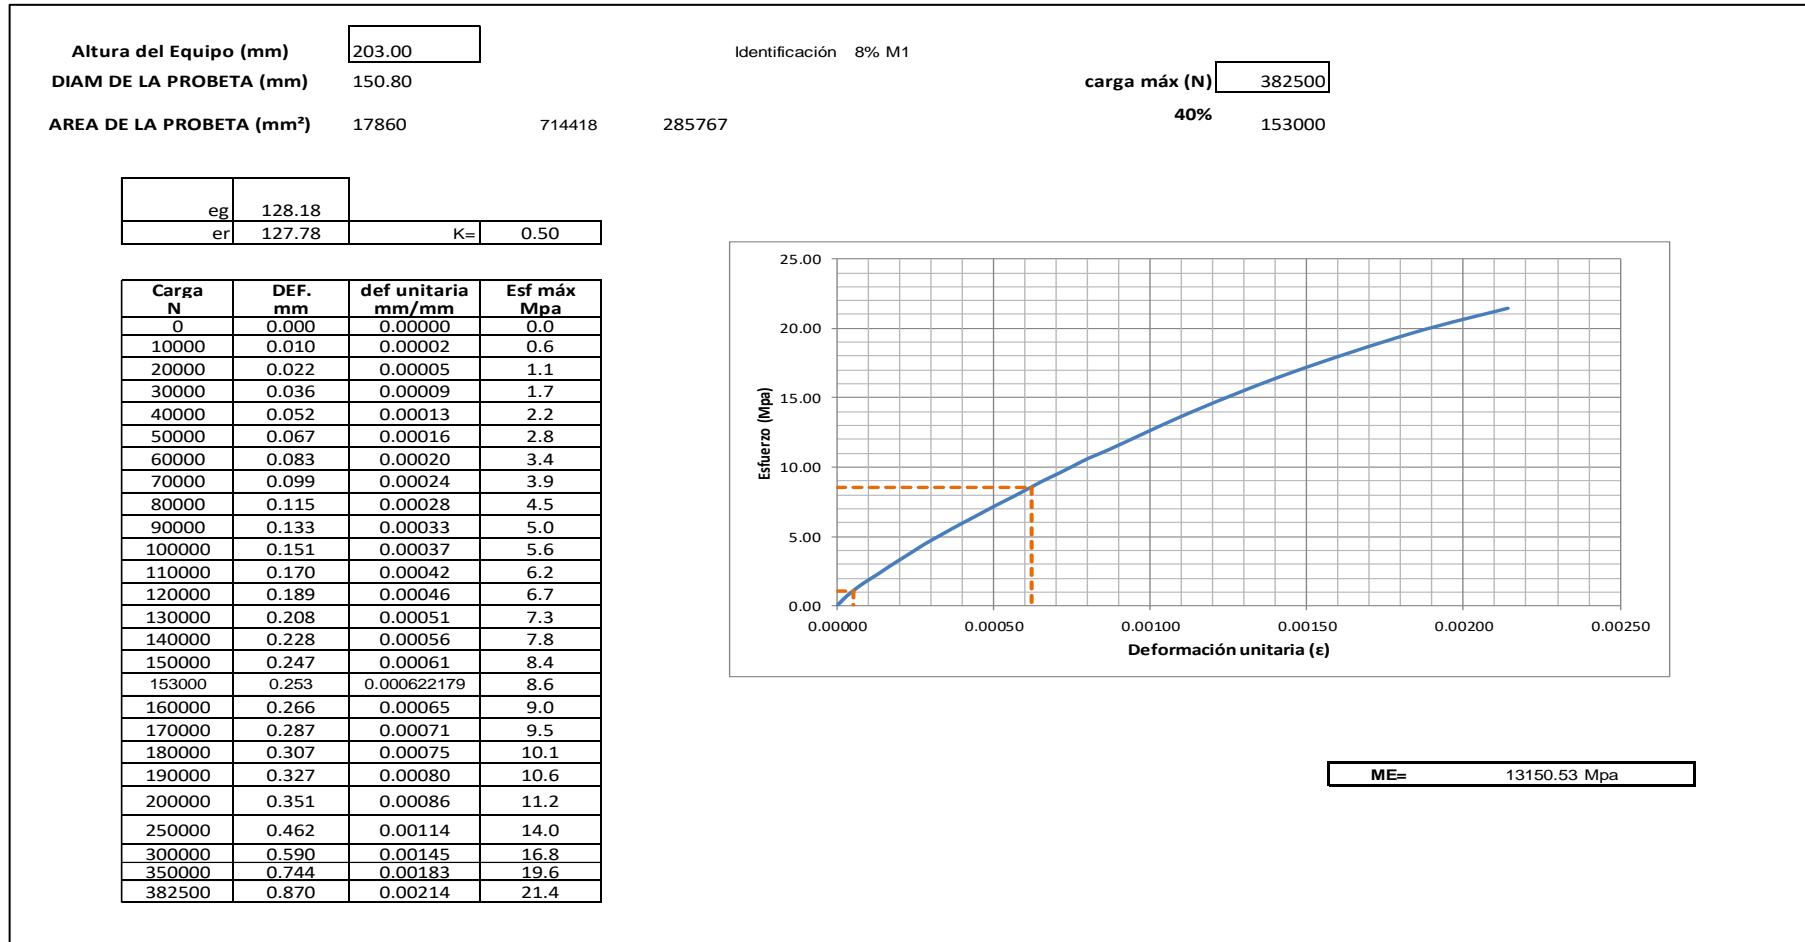 Altura del Equipo (mm) 203.00 Identificación 8% M1
DIAM DE LA PROBETA (mm) 150.80 carga máx (N) 382500
AREA DE LA PROBETA (mm²) 17860 714418 285767 40% 153000
eg 128.18
er 127.78 K= 0.50
Carga DEF. def unitaria Esf máx
N mm mm/mm Mpa
0 0.000 0.00000 0.0
10000 0.010 0.00002 0.6
20000 0.022 0.00005 1.1
30000 0.036 0.00009 1.7
40000 0.052 0.00013 2.2
50000 0.067 0.00016 2.8
60000 0.083 0.00020 3.4
70000 0.099 0.00024 3.9
80000 0.115 0.00028 4.5
90000 0.133 0.00033 5.0
100000 0.151 0.00037 5.6
110000 0.170 0.00042 6.2
120000 0.189 0.00046 6.7
130000 0.208 0.00051 7.3
140000 0.228 0.00056 7.8
150000 0.247 0.00061 8.4
153000 0.253 0.000622179 8.6
160000 0.266 0.00065 9.0
170000 0.287 0.00071 9.5
180000 0.307 0.00075 10.1
190000 0.327 0.00080 10.6
200000 0.351 0.00086 11.2
250000 0.462 0.00114 14.0
300000 0.590 0.00145 16.8
350000 0.744 0.00183 19.6
382500 0.870 0.00214 21.4
Esfuerzo (Mpa)
25.00
20.00
15.00
10.00
5.00
0.00
0.00000 0.00050 0.00100 0.00150 0.00200 0.00250
Deformación unitaria (ε)
ME= 13150.53 Mpa